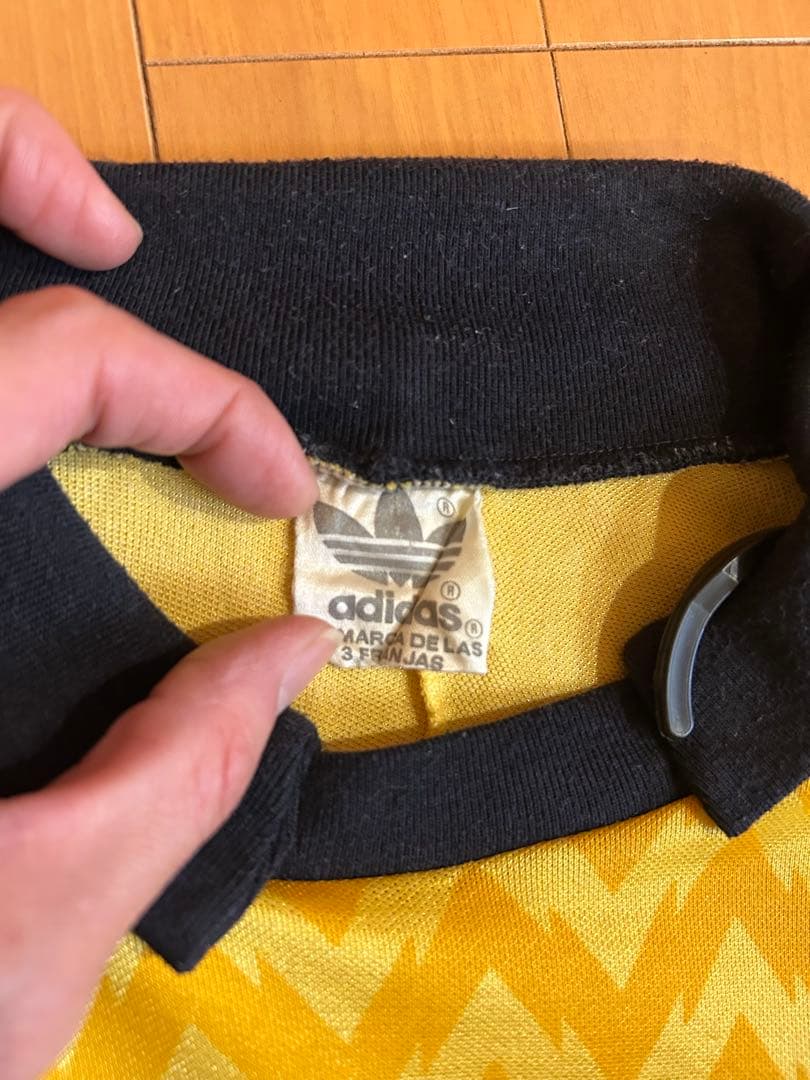 ®
®
adidas®
MARCA DE LAS
3 FRANJAS